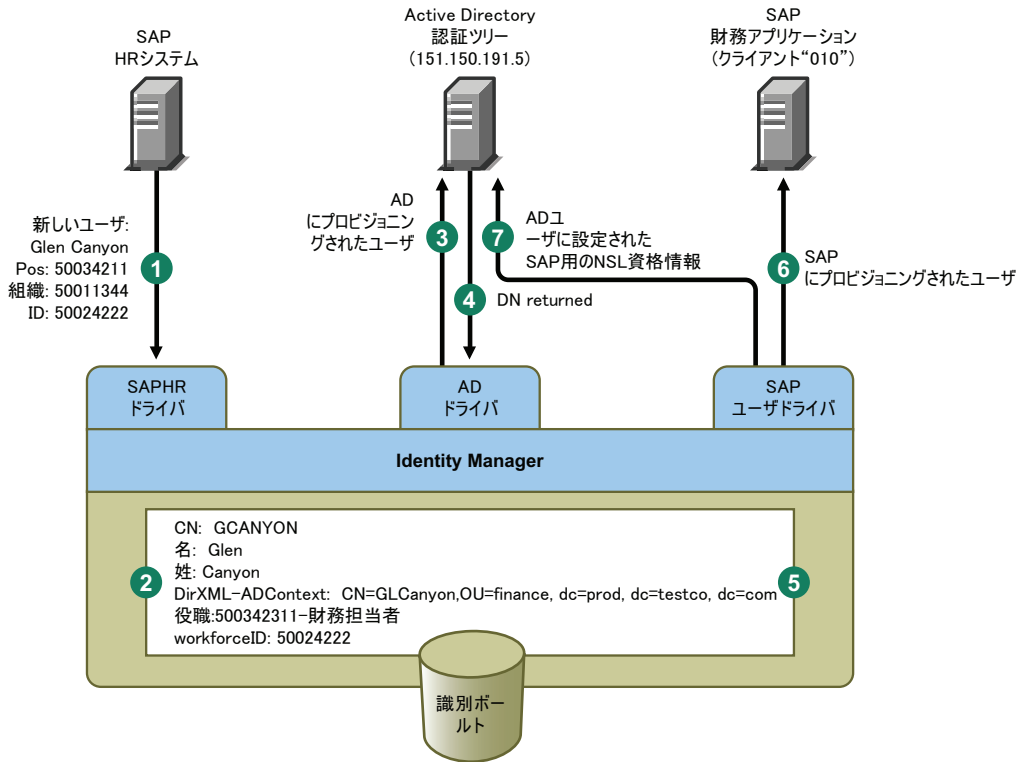 SAP
HRシステム
Active Directory
認証ツリー
(151.150.191.5)
SAP
財務アプリケーション
(クライアント“010”)
新しいユーザ:
Glen Canyon
Pos: 50034211
組織: 50011344
ID: 50024222
1
AD
にプロビジョニン
グされたユーザ
3
4
DN returned
7
ADユ
ーザに設定された
SAP用のNSL資格情報
6
SAP
にプロビジョニングされたユーザ
SAPHR
ドライバ
AD
ドライバ
SAP
ユーザドライバ
Identity Manager
2
CN: GCANYON
名: Glen
姓: Canyon
DirXML-ADContext: CN=GLCanyon,OU=finance, dc=prod, dc=testco, dc=com
役職:500342311-財務担当者
workforceID: 50024222
5
識別ボー
ルト